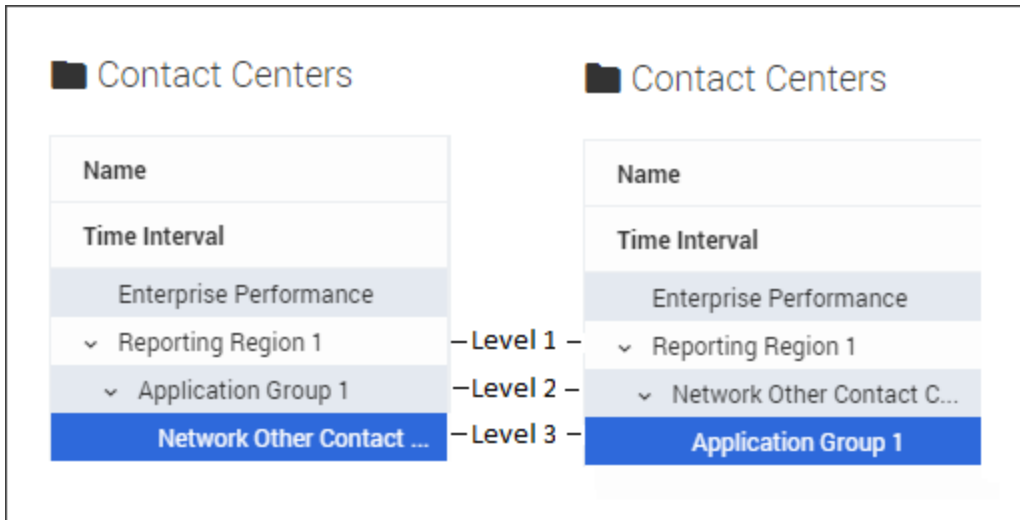 Contact Centers
Name
Time Interval
Enterprise Performance
Reporting Region 1
Application Group 1
Network Other Contact ...
Level 1
Level 2
Level 3
Contact Centers
Name
Time Interval
Enterprise Performance
Reporting Region 1
Network Other Contact C...
Application Group 1